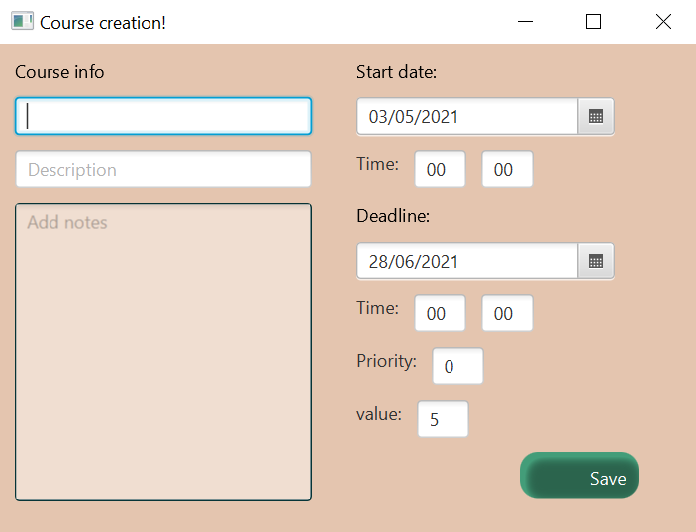 Course creation!
Course info
Description
Add notes
Start date:
03/05/2021
Time: 00 00
Deadline:
28/06/2021
Time: 00 00
Priority: 0
value: 5
Save